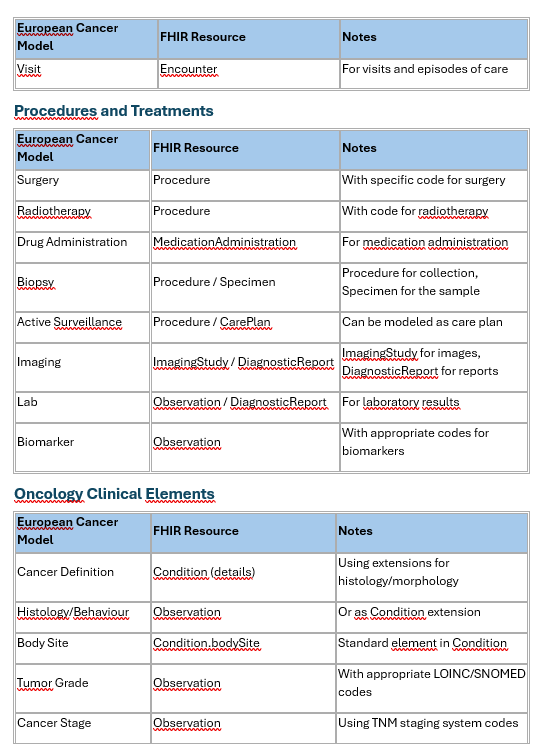 European Cancer Model FHIR Resource Notes
Visit Encounter For visits and episodes of care
Procedures and Treatments
European Cancer Model FHIR Resource Notes
Surgery Procedure With specific code for surgery
Radiotherapy Procedure With code for radiotherapy
Drug Administration MedicationAdministration For medication administration
Biopsy Procedure / Specimen Procedure for collection, Specimen for the sample
Active Surveillance Procedure / CarePlan Can be modeled as care plan
Imaging ImagingStudy / DiagnosticReport ImagingStudy for images, DiagnosticReport for reports
Lab Observation / DiagnosticReport For laboratory results
Biomarker Observation With appropriate codes for biomarkers
Oncology Clinical Elements
European Cancer Model FHIR Resource Notes
Cancer Definition Condition (details) Using extensions for histology/morphology
Histology/Behaviour Observation Or as Condition extension
Body Site Condition.bodySite Standard element in Condition
Tumor Grade Observation With appropriate LOINC/SNOMED codes
Cancer Stage Observation Using TNM staging system codes